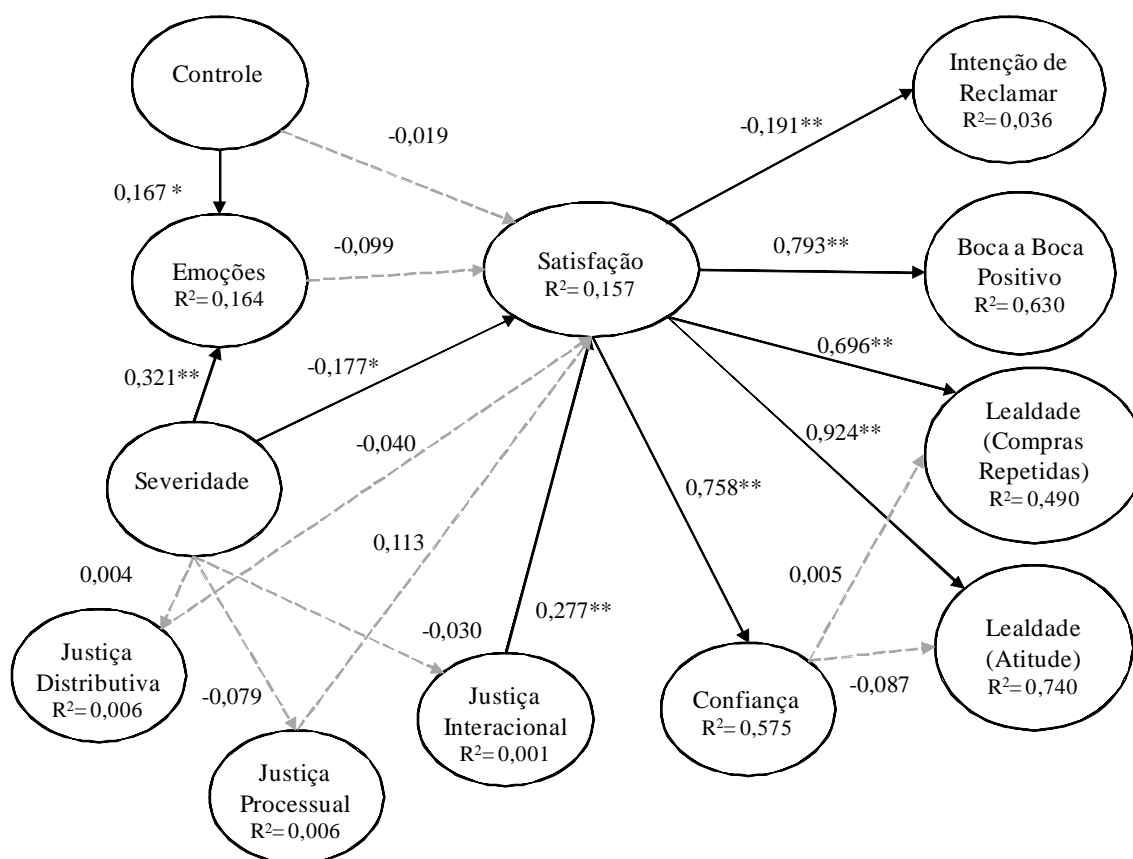 Controle
Intenção de
Reclamar
R²= 0,036
-0,019
-0,191**
0,167 *
Emoções
R²= 0,164
-0,099
Satisfação
R²= 0,157
0,793**
Boca a Boca
Positivo
R²= 0,630
0,321**
-0,177*
0,696**
Severidade
-0,040
0,924**
Lealdade
(Compras
Repetidas)
R²= 0,490
0,758**
0,113
0,004
0,005
Justiça
Distributiva
R²= 0,006
-0,079
-0,030
0,277**
Justiça
Interacional
R²= 0,001
Confiança
R²= 0,575
-0,087
Lealdade
(Atitude)
R²= 0,740
Justiça
Processual
R²= 0,006